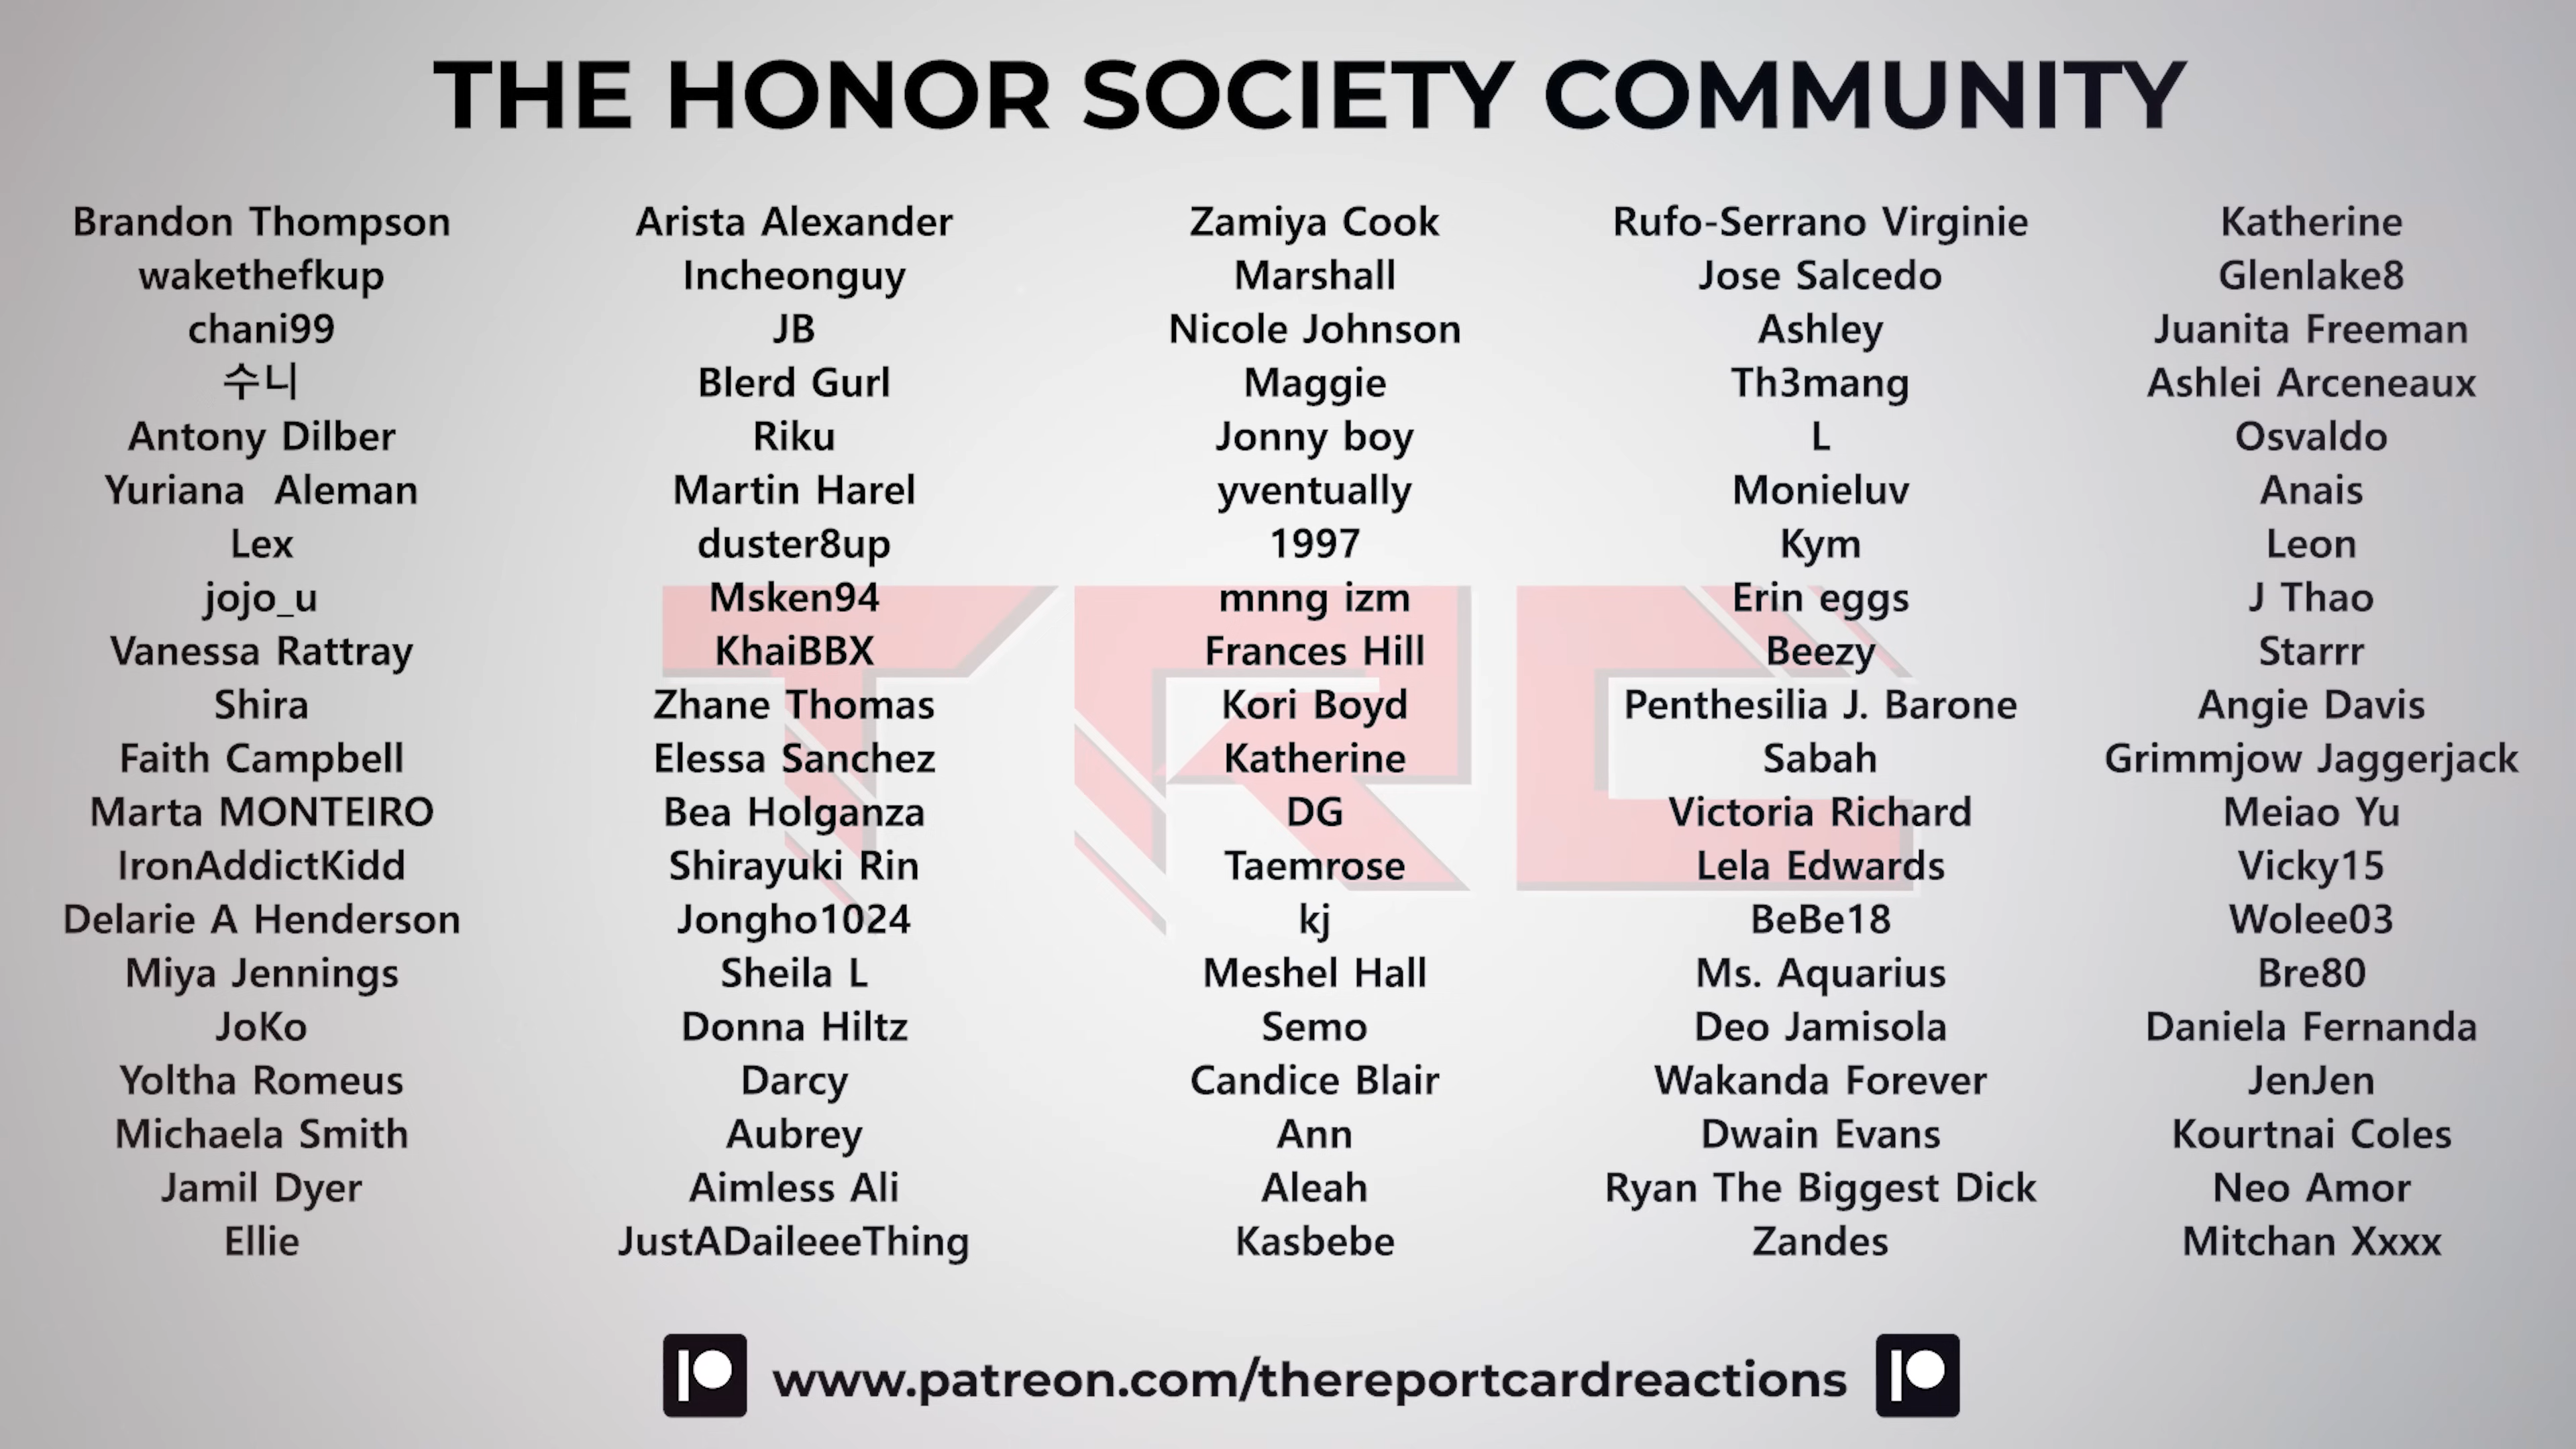 THE HONOR SOCIETY COMMUNITY
Brandon Thompson
wakethefkup
chani99
수니
Antony Dilber
Yuriana  Aleman
Lex
jojo_u
Vanessa Rattray
Shira
Faith Campbell
Marta MONTEIRO
IronAddictKidd
Delarie A Henderson
Miya Jennings
JoKo
Yoltha Romeus
Michaela Smith
Jamil Dyer
Ellie
Arista Alexander
Incheonguy
JB
Blerd Gurl
Riku
Martin Harel
duster8up
Msken94
KhaiBBX
Zhane Thomas
Elessa Sanchez
Bea Holganza
Shirayuki Rin
Jongho1024
Sheila L
Donna Hiltz
Darcy
Aubrey
Aimless Ali
JustADaileeeThing
Zamiya Cook
Marshall
Nicole Johnson
Maggie
Jonny boy
yventually
1997
mnng izm
Frances Hill
Kori Boyd
Katherine
DG
Taemrose
kj
Meshel Hall
Semo
Candice Blair
Ann
Aleah
Kasbebe
Rufo-Serrano Virginie
Jose Salcedo
Ashley
Th3mang
L
Monieluv
Kym
Erin eggs
Beezy
Penthesilia J. Barone
Sabah
Victoria Richard
Lela Edwards
BeBe18
Ms. Aquarius
Deo Jamisola
Wakanda Forever
Dwain Evans
Ryan The Biggest Dick
Zandes
Katherine
Glenlake8
Juanita Freeman
Ashlei Arceneaux
Osvaldo
Anais
Leon
J Thao
Starrr
Angie Davis
Grimmjow Jaggerjack
Meiao Yu
Vicky15
Wolee03
Bre80
Daniela Fernanda
JenJen
Kourtnai Coles
Neo Amor
Mitchan Xxxx
TRC
www.patreon.com/thereportcardreactions